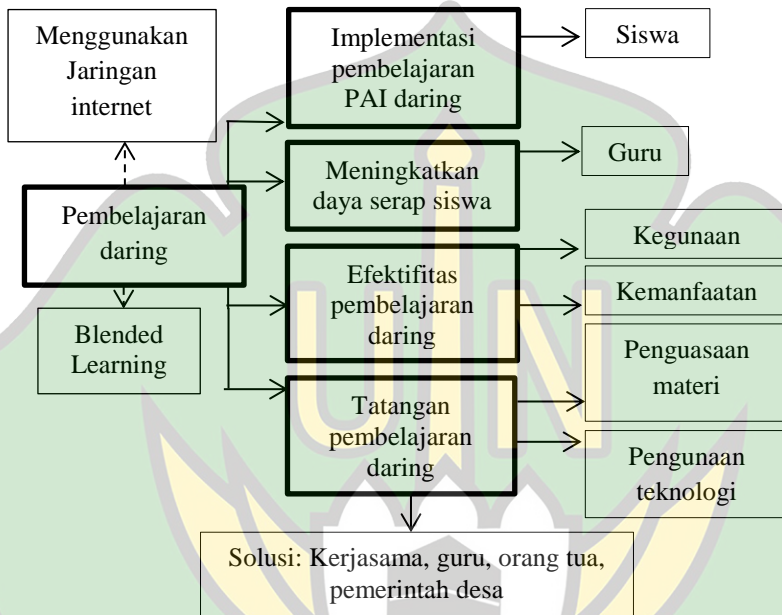 Menggunakan
Jaringan
internet
Pembelajaran
daring
Blended
Learning
Implementasi
pembelajaran
PAI daring
Siswa
Meningkatkan
daya serap siswa
Guru
Efektifitas
pembelajaran
daring
Kegunaan
Kemanfaatan
Tatangan
pembelajaran
daring
Penguasaan
materi
Pengunaan
teknologi
Solusi: Kerjasama, guru, orang tua,
pemerintah desa
UIN